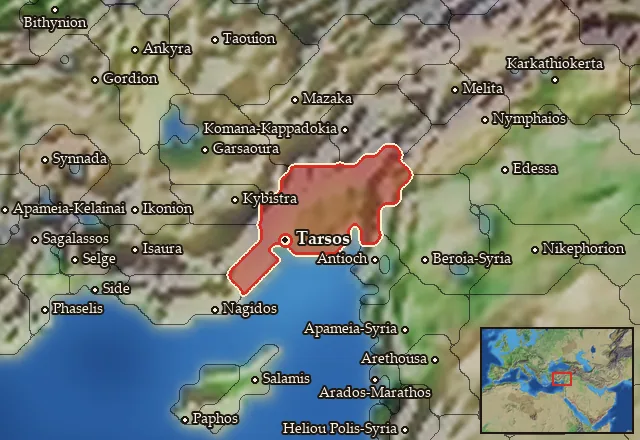 Bithynion
Taouion
Ankyra
Karkathiokerta
Gordion
Melita
Mazaka
Nymphaios
Komana-Kappadokia
Garsaoura
Synnada
Edessa
Kybistra
Apameia-Kelainai
Ikonion
Sagalassos
Tarsos
Isaura
Nikephorion
Selge
Antioch
Beroia-Syria
Side
Phaselis
Nagidos
Apameia-Syria
Arethousa
Salamis
Arados-Marathos
Paphos
Heliou Polis-Syria